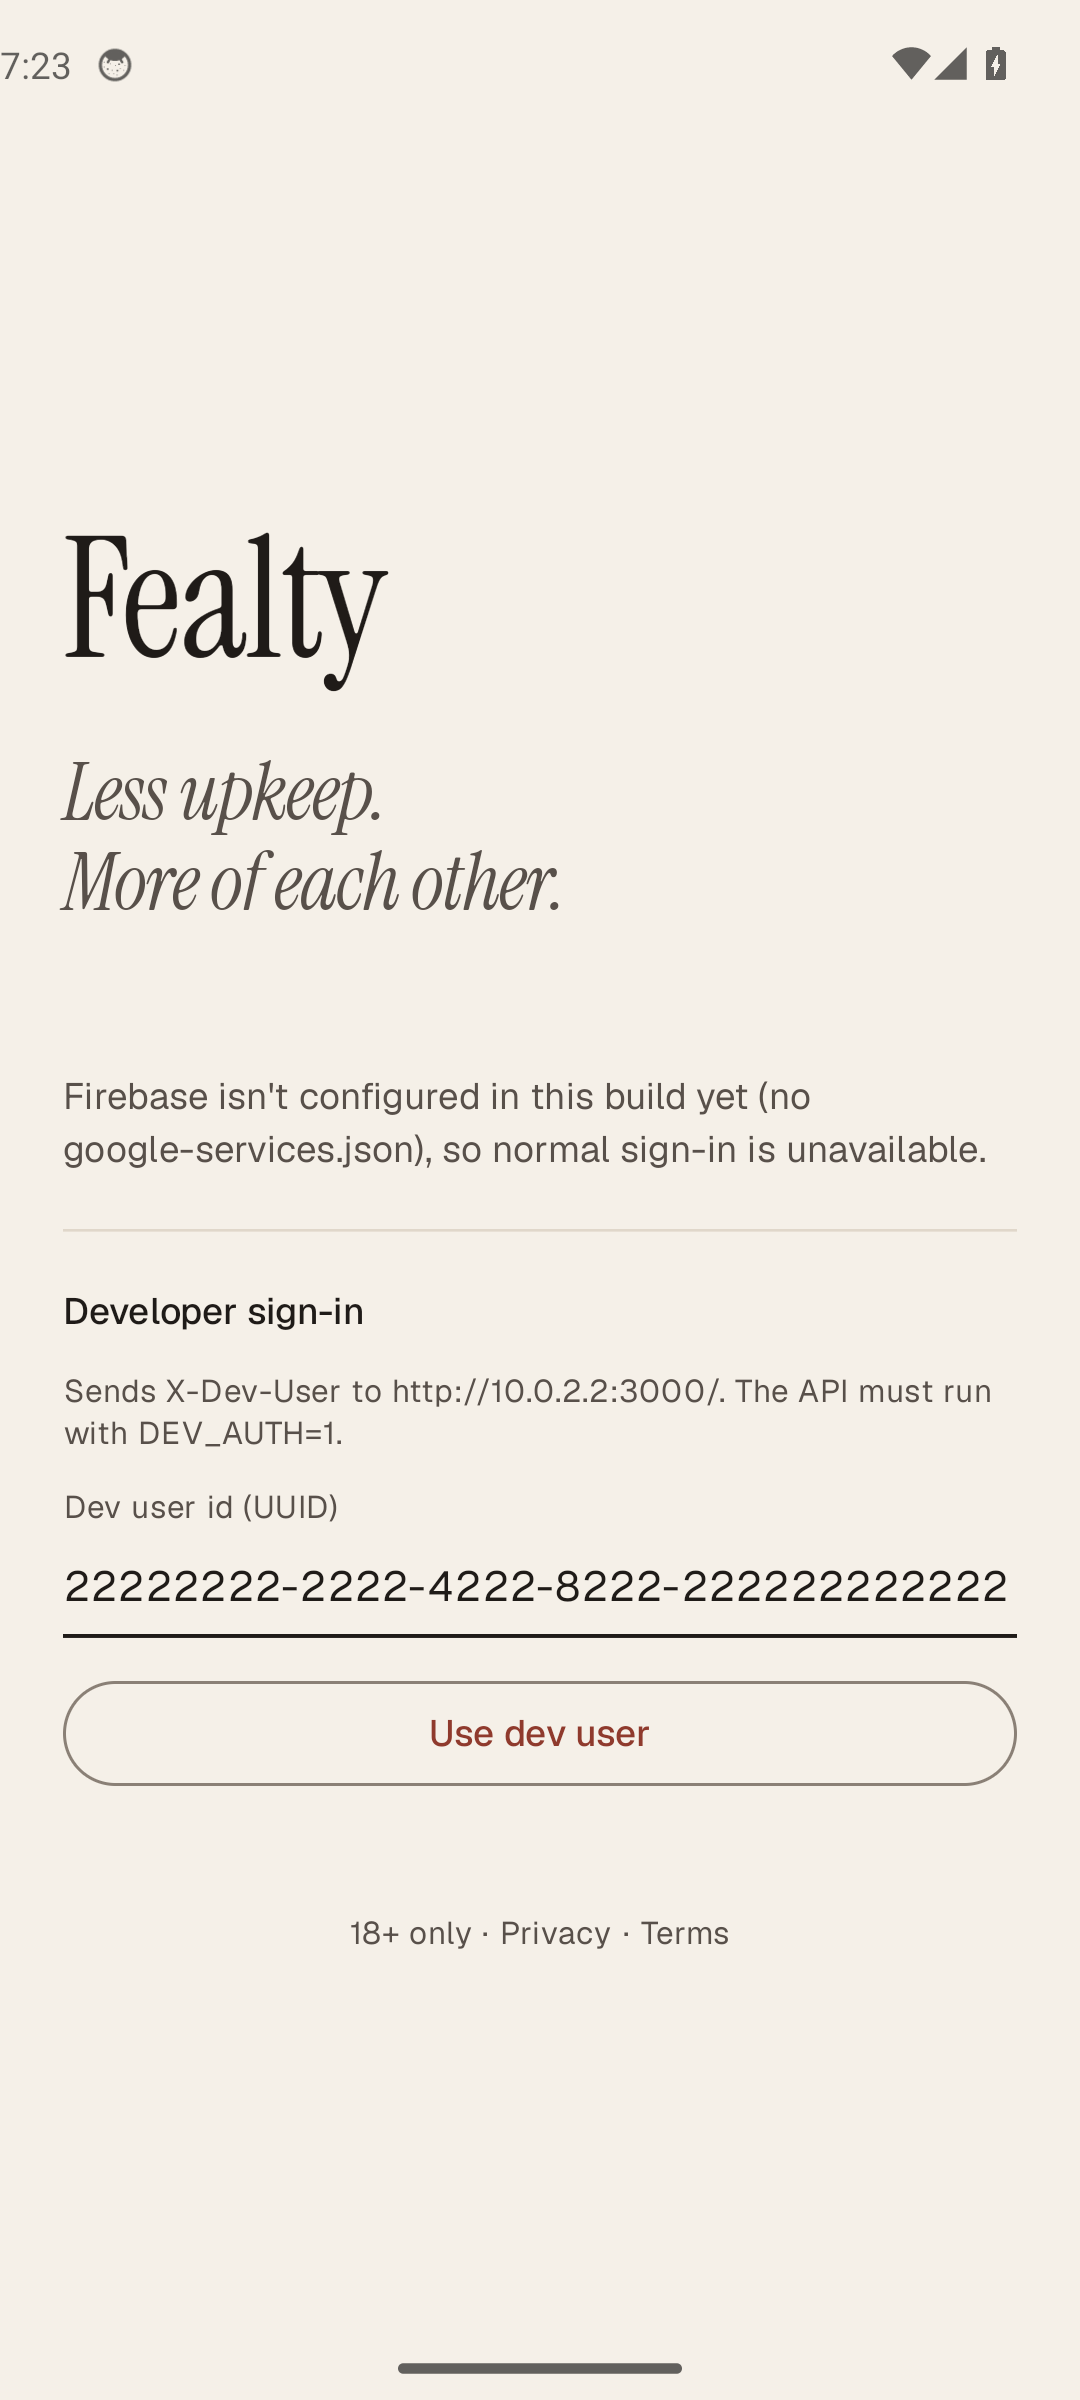 7:23
Fealty
Less upkeep.
More of each other.
Firebase isn't configured in this build yet (no
google-services.json), so normal sign-in is unavailable.
Developer sign-in
Sends X-Dev-User to http://10.0.2.2:3000/. The API must run
with DEV_AUTH=1.
Dev user id (UUID)
22222222-2222-4222-8222-222222222222
Use dev user
18+ only · Privacy · Terms